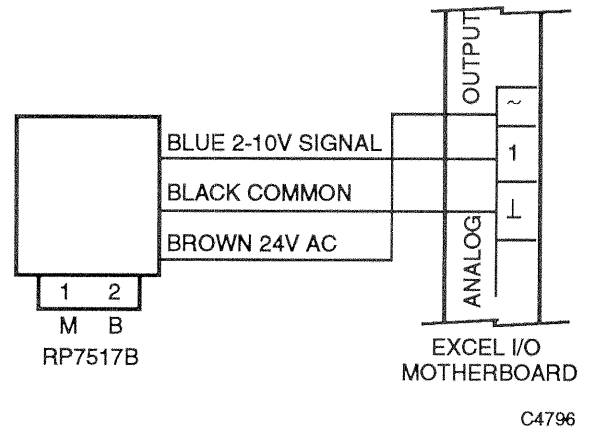 OUTPUT
~
BLUE 2-10V SIGNAL
1
BLACK COMMON
⊥
BROWN 24V AC
ANALOG
1 2
M B
RP7517B
EXCEL I/O
MOTHERBOARD
C4796